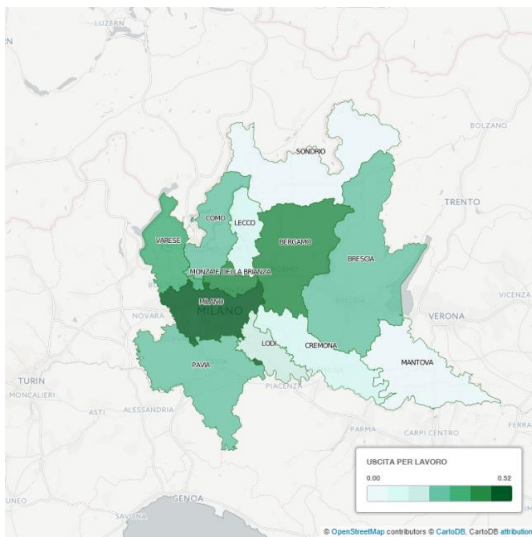 LUZERN
BOLZANO
SONDRIO
TRENTO
COMO
LECCO
VARESE
BERGAMO
BRESCIA
MONZA E DELLA BRIANZA
MILANO
MILANO
NOVARA
VICENZA
VERONA
LODI
CREMONA
MANTOVA
PAVIA
TURIN
MONCALIERI
PIACENZA
ALESSANDRIA
ASTI
PARMA
CARPI CENTRO
FERRA
CUNEO
SAVONA
GENOA
USCITA PER LAVORO
0.00 0.52
© OpenStreetMap contributors © CartoDB, CartoDB attribution